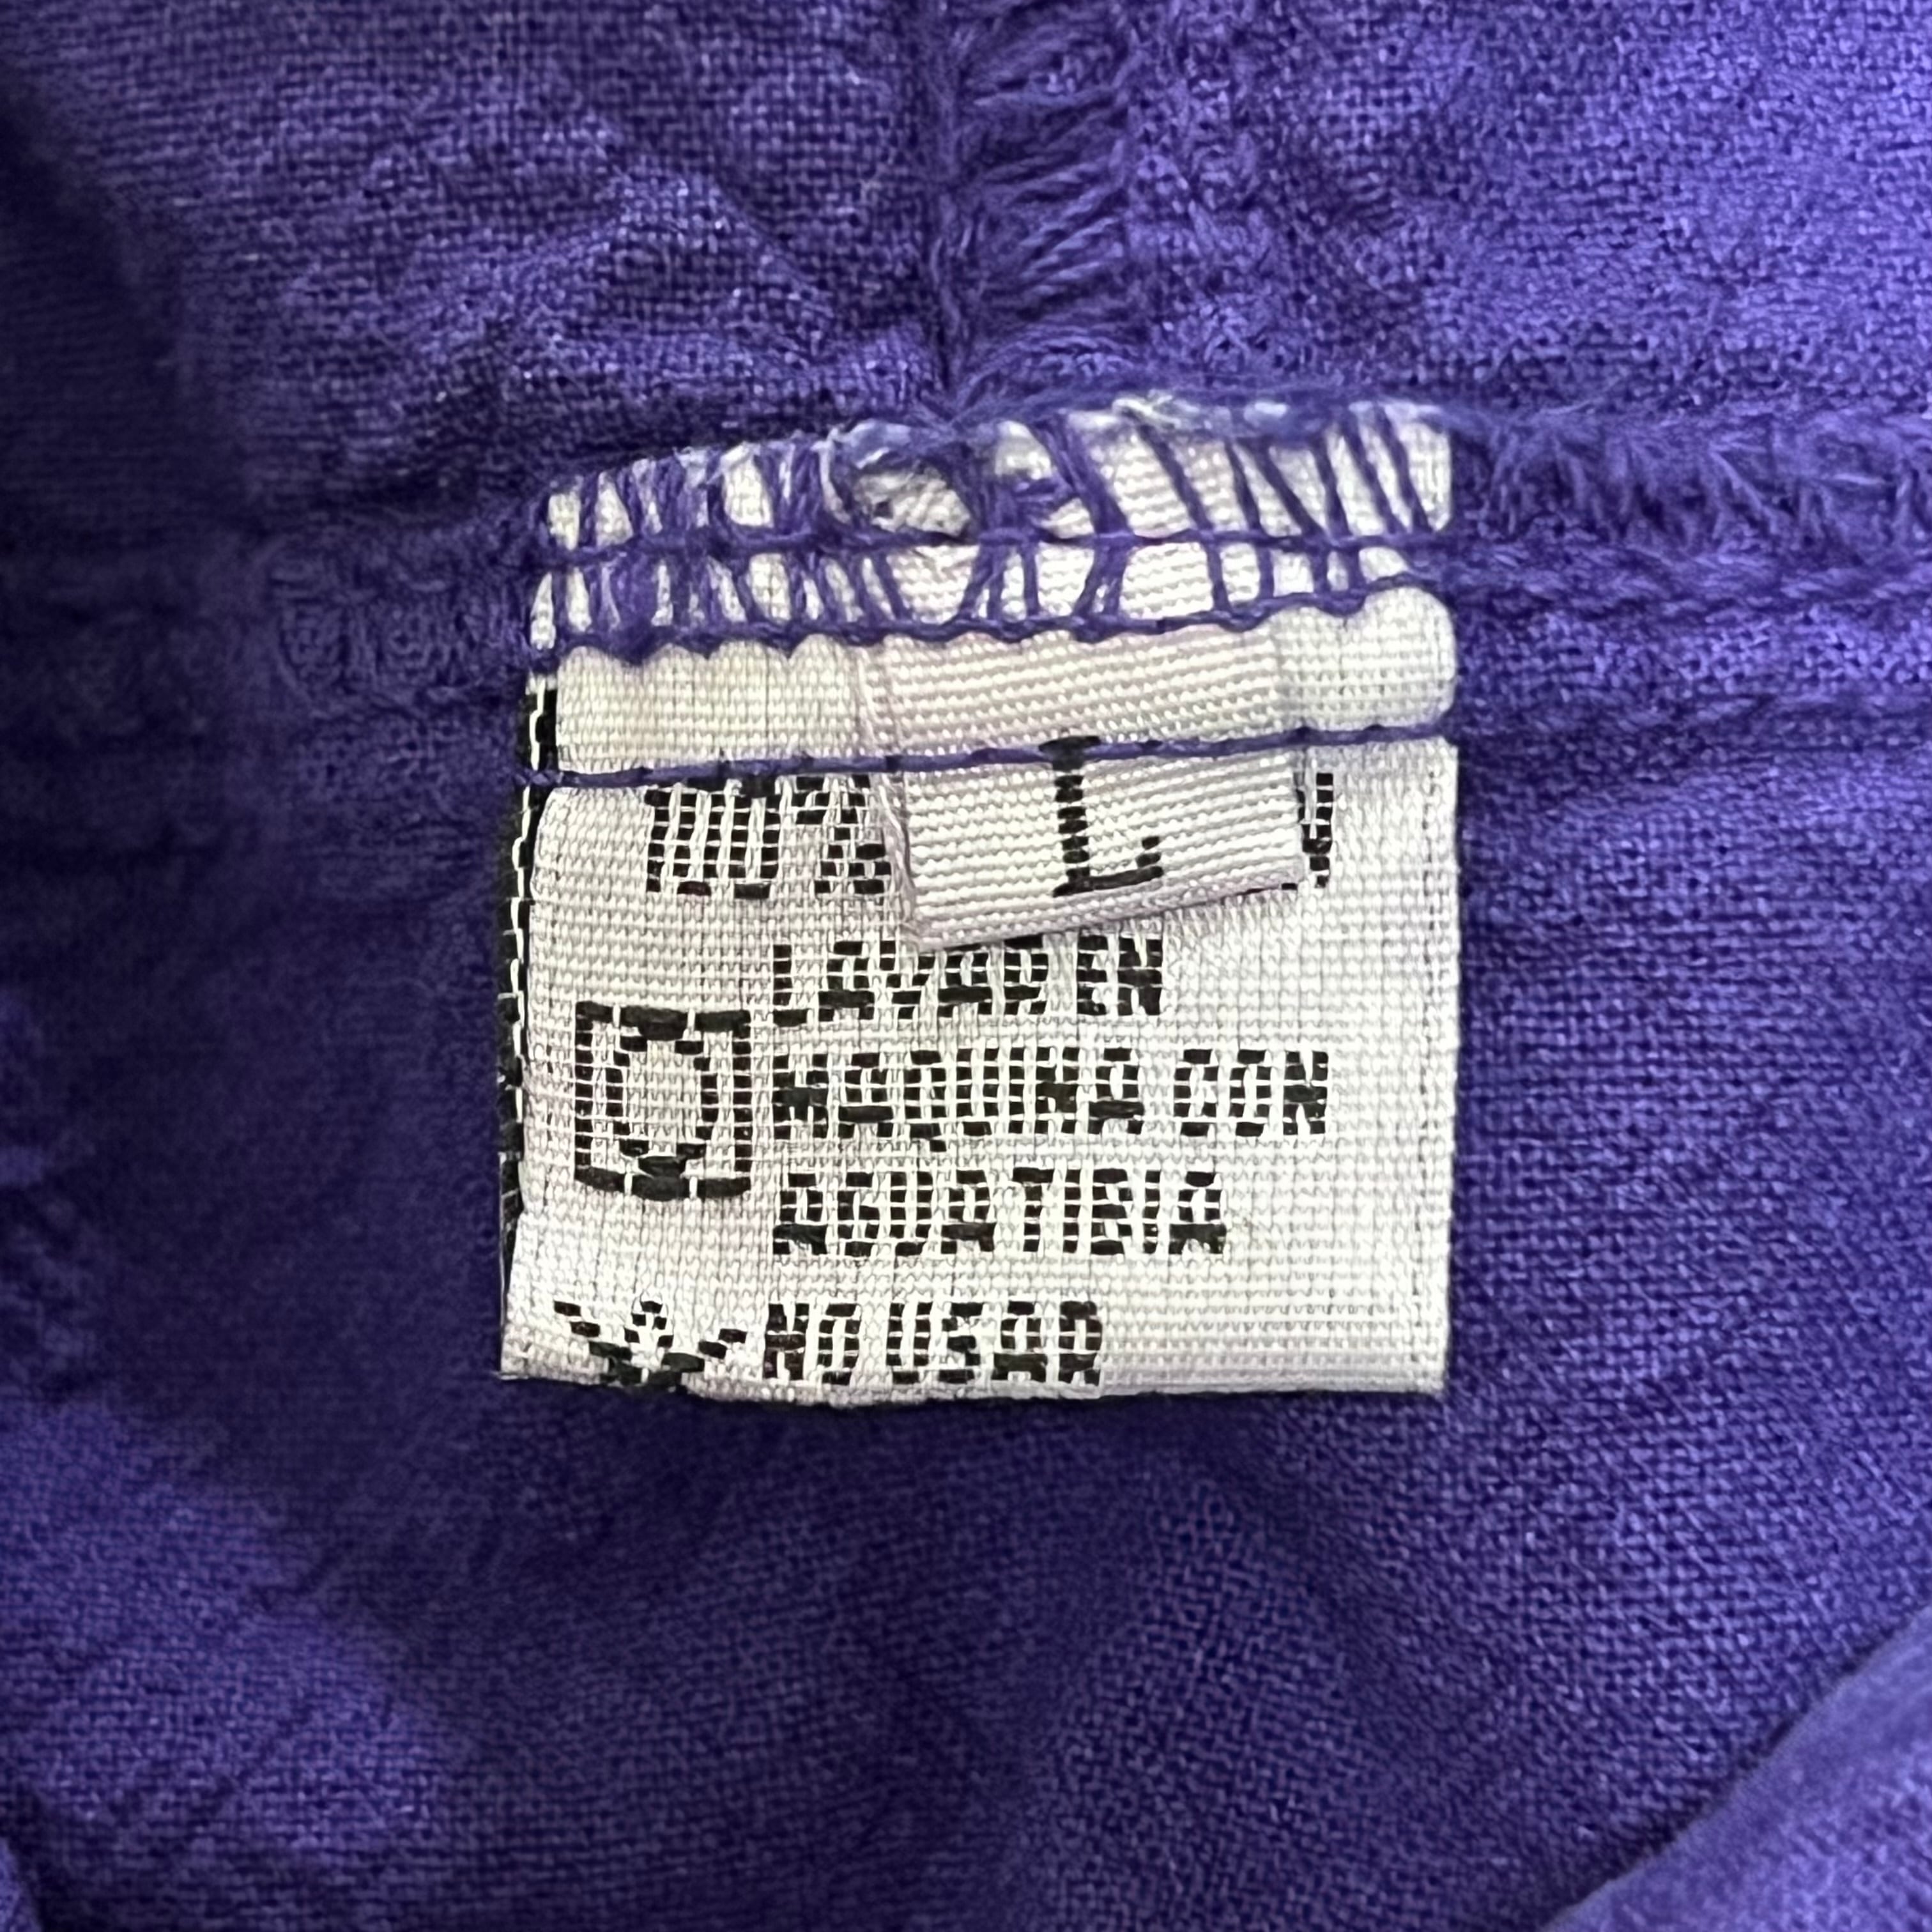 100%
L
LAVAR EN
MAQUINA CON
AGUA TIBIA
NO USAR